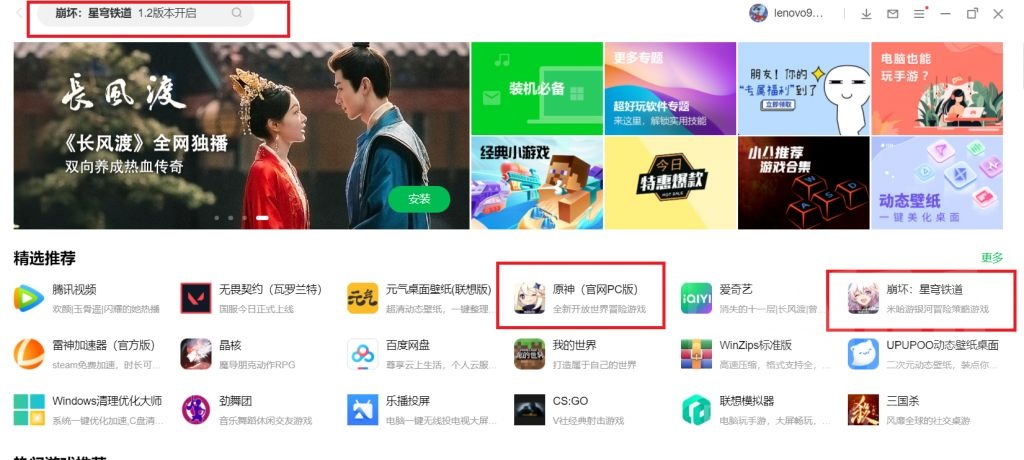 崩坏：星穹铁道 1.2版本开启
lenovo9...
长风渡
《长风渡》全网独播
双向养成热血传奇
安装
装机必备
更多专题
超好玩软件专题
来这里，解锁实用技能
朋友！你的
“专属福利”到了
立即领取
电脑也能
玩手游？
经典小游戏
今日
特惠爆款
HOT SALE
小八推荐
游戏合集
W
A S D
动态壁纸
一键美化桌面
精选推荐
更多
腾讯视频
欢颜|玉骨遥|闪耀的她热播
无畏契约（瓦罗兰特）
国服今日正式上线
元气
元气桌面壁纸(联想版)
超清动态壁纸，一键整理...
原神（官网PC版）
全新开放世界冒险游戏
iQIYI
爱奇艺
消失的十一层|长风渡|曾...
崩坏：星穹铁道
米哈游银河冒险策略游戏
雷神加速器（官方版）
steam免费加速，时长可...
晶核
魔导朋克动作RPG
百度网盘
尊享云上生活，个人云服...
我的世界
我的世界
打造属于自己的世界
WinZips标准版
高速压缩，格式支持全，...
UPUPOO动态壁纸桌面
二次元动态壁纸，装点你...
Windows清理优化大师
系统一键优化加速,C盘清...
劲舞团
音乐舞蹈休闲交友游戏
乐播投屏
电脑一键无线投电视大屏...
CS:GO
V社经典射击游戏
联想模拟器
电脑玩手游，大屏畅玩，...
杀
三国杀
风靡全球的社交桌游
热门游戏推荐